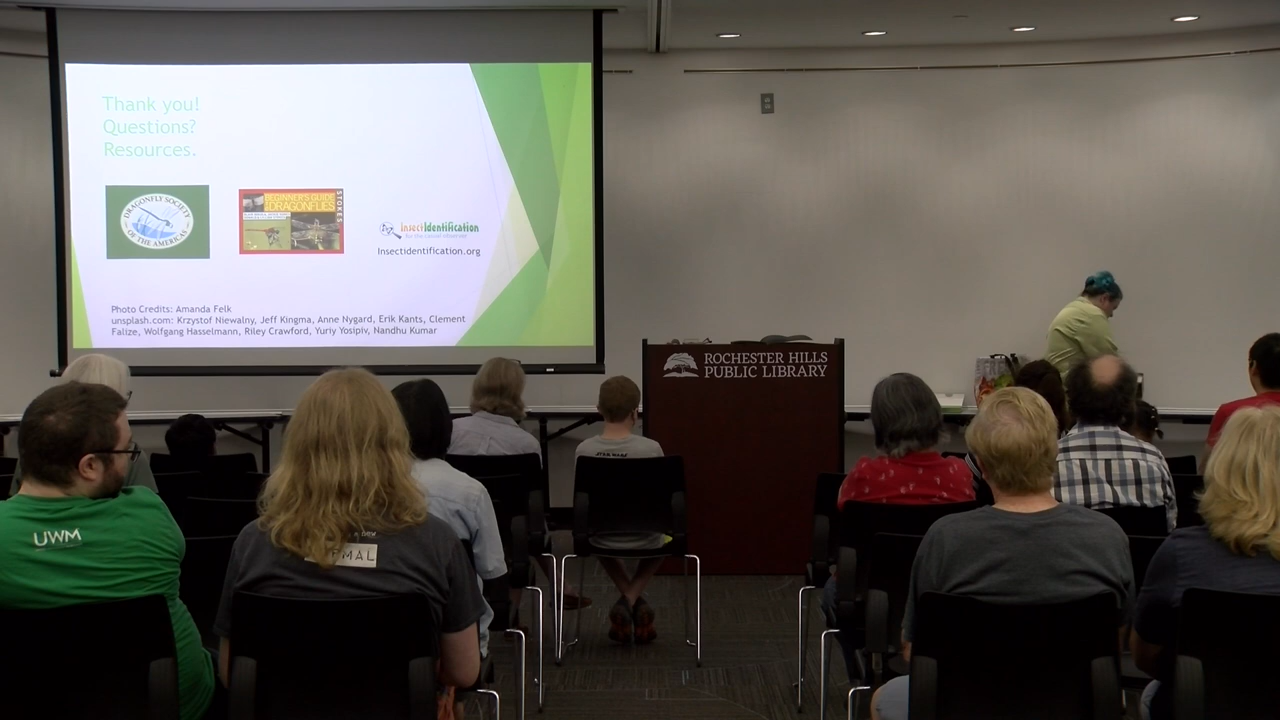 Thank you!
Questions?
Resources.
DRAGONFLY SOCIETY
OF THE AMERICAS
BEGINNER'S GUIDE
DRAGONFLIES
STOKES
InsectIdentification
Insectidentification.org
Photo Credits: Amanda Felk
unsplash.com: Krzystof Niewalny, Jeff Kingma, Anne Nygard, Erik Kants, Clement
Falize, Wolfgang Hasselmann, Riley Crawford, Yuriy Yosipiv, Nandhu Kumar
ROCHESTER HILLS
PUBLIC LIBRARY
STAR WARS
UWM